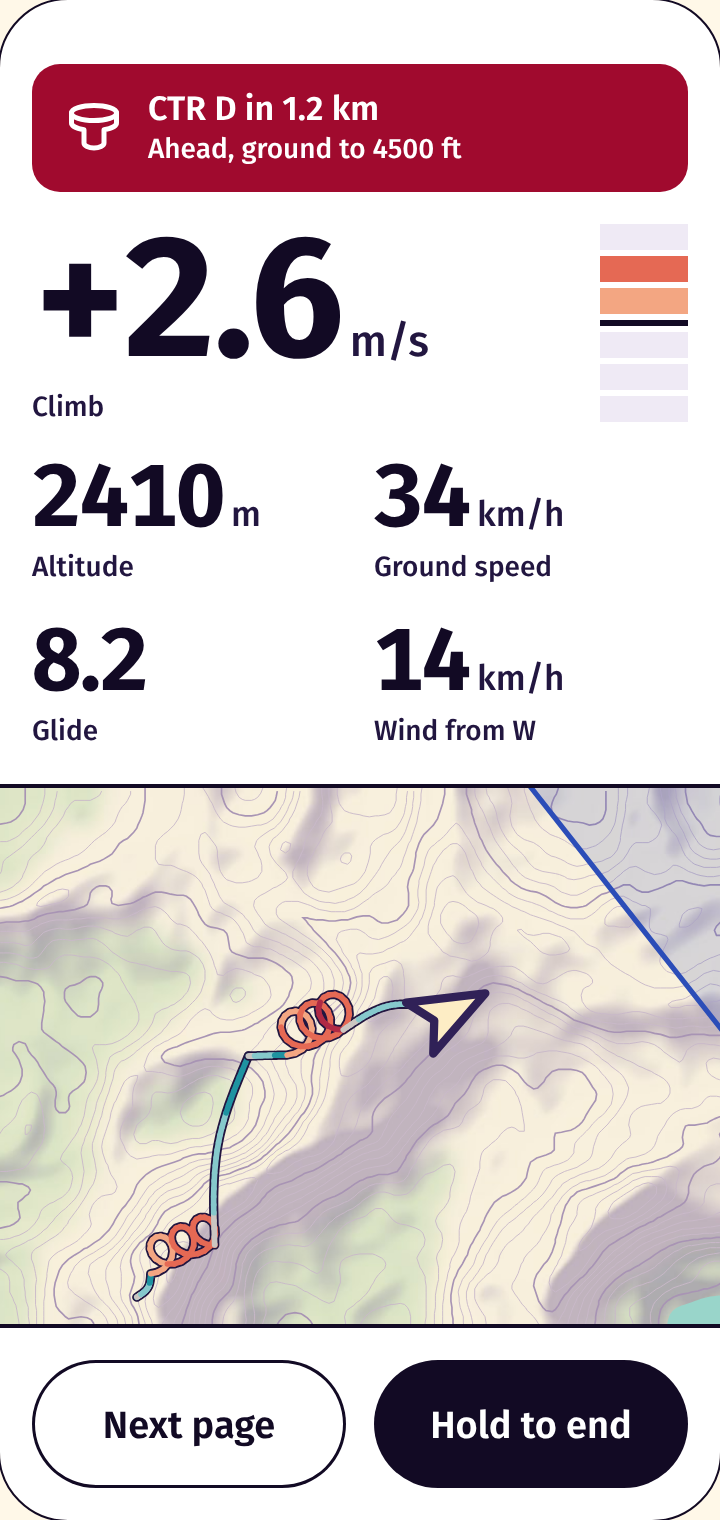 CTR D in 1.2 km
Ahead, ground to 4500 ft
+2.6 m/s
Climb
2410 m
Altitude
34 km/h
Ground speed
8.2
Glide
14 km/h
Wind from W
Next page
Hold to end